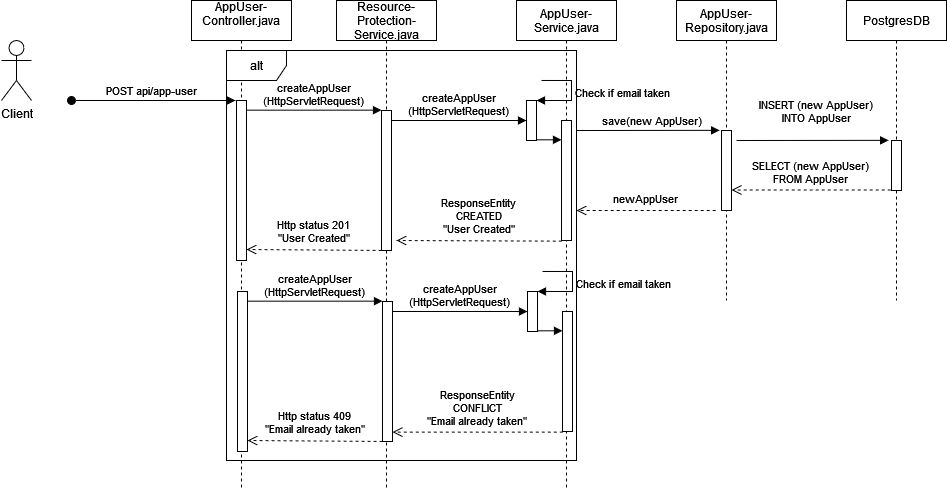 AppUser-
Controller.java
Resource-
Protection-
Service.java
AppUser-
Service.java
AppUser-
Repository.java
PostgresDB
Client
alt
POST api/app-user
createAppUser
(HttpServletRequest)
createAppUser
(HttpServletRequest)
Check if email taken
save(new AppUser)
INSERT (new AppUser)
INTO AppUser
SELECT (new AppUser)
FROM AppUser
newAppUser
ResponseEntity
CREATED
"User Created"
Http status 201
"User Created"
createAppUser
(HttpServletRequest)
createAppUser
(HttpServletRequest)
Check if email taken
ResponseEntity
CONFLICT
"Email already taken"
Http status 409
"Email already taken"